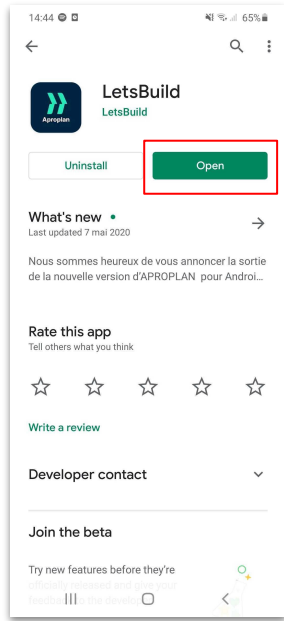 14:44
65%
LetsBuild
LetsBuild
Aproplan
Uninstall
Open
What's new •
Last updated 7 mai 2020
Nous sommes heureux de vous annoncer la sortie
de la nouvelle version d'APROPLAN pour Androi...
Rate this app
Tell others what you think
Write a review
Developer contact
Join the beta
Try new features before they're
officially released and give your
feedback to the develop